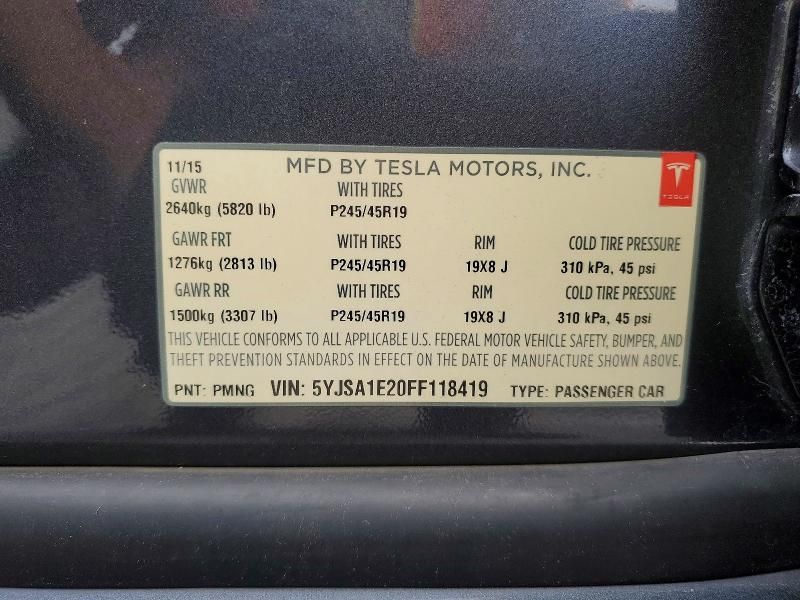 11/15 MFD BY TESLA MOTORS, INC.
GVWR WITH TIRES
2640kg (5820 lb) P245/45R19
GAWR FRT WITH TIRES RIM COLD TIRE PRESSURE
1276kg (2813 lb) P245/45R19 19X8 J 310 kPa, 45 psi
GAWR RR WITH TIRES RIM COLD TIRE PRESSURE
1500kg (3307 lb) P245/45R19 19X8 J 310 kPa, 45 psi
THIS VEHICLE CONFORMS TO ALL APPLICABLE U.S. FEDERAL MOTOR VEHICLE SAFETY, BUMPER, AND
THEFT PREVENTION STANDARDS IN EFFECT ON THE DATE OF MANUFACTURE SHOWN ABOVE.
PNT: PMNG VIN: 5YJSA1E20FF118419 TYPE: PASSENGER CAR
TESLA